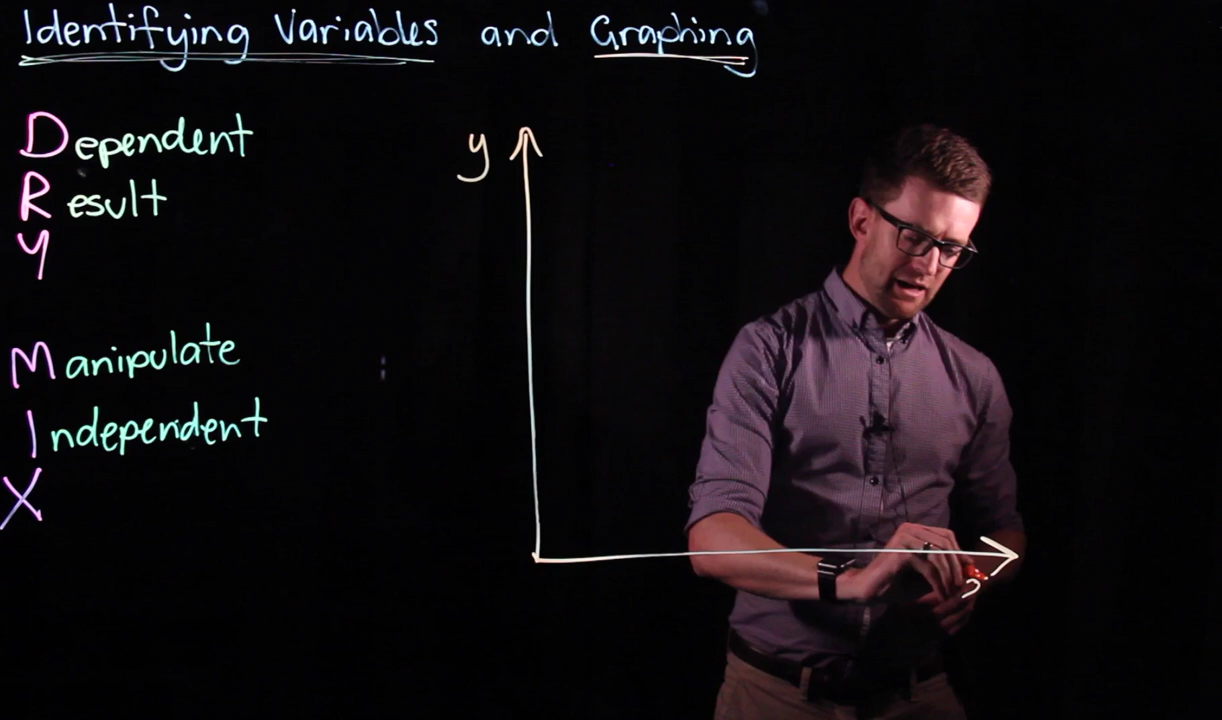 Identifying Variables and Graphing
Dependent
Result
Y
Manipulate
Independent
X
y